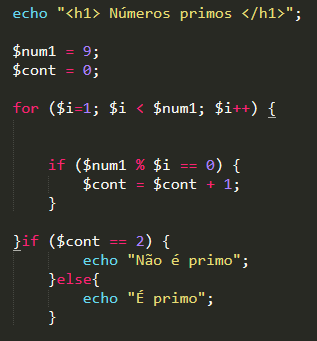 echo "<h1> Números primos </h1>";
$num1 = 9;
$cont = 0;
for ($i=1; $i < $num1; $i++) {
if ($num1 % $i == 0) {
$cont = $cont + 1;
}
}if ($cont == 2) {
echo "Não é primo";
}else{
echo "É primo";
}